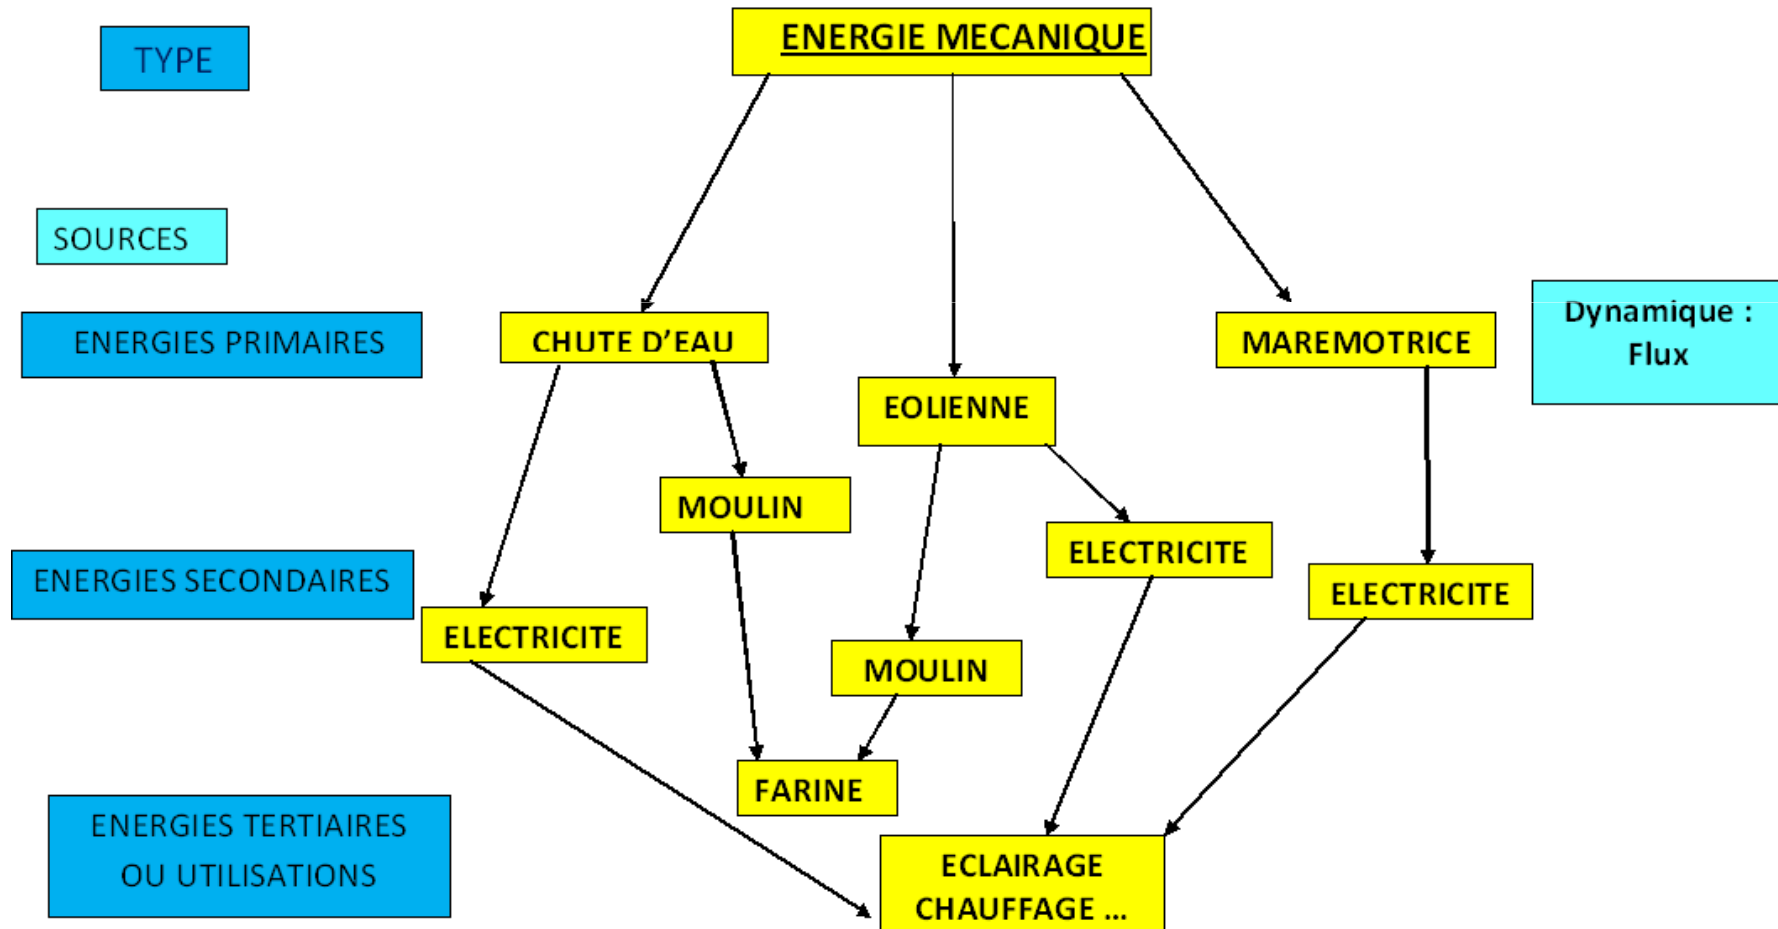 ENERGIE MECANIQUE
TYPE
SOURCES
ENERGIES PRIMAIRES
CHUTE D’EAU
MAREMOTRICE
Dynamique :
Flux
EOLIENNE
MOULIN
ELECTRICITE
ENERGIES SECONDAIRES
ELECTRICITE
ELECTRICITE
MOULIN
FARINE
ENERGIES TERTIAIRES
OU UTILISATIONS
ECLAIRAGE
CHAUFFAGE ...